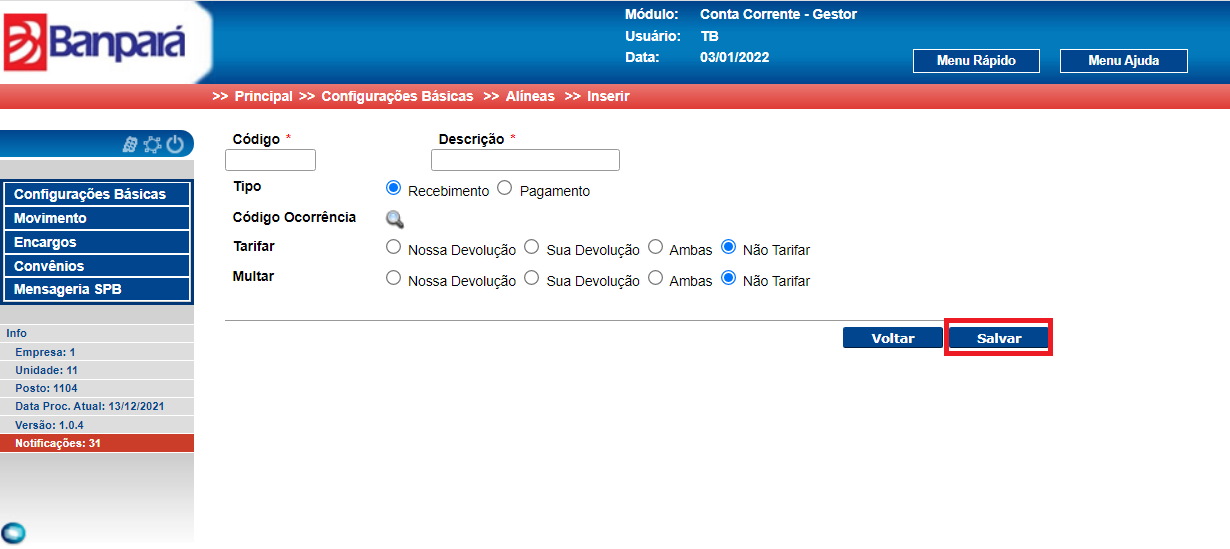 Banpará
Módulo: Conta Corrente - Gestor
Usuário: TB
Data: 03/01/2022
Menu Rápido Menu Ajuda
>> Principal >> Configurações Básicas >> Alíneas >> Inserir
Código * Descrição *
Tipo Recebimento Pagamento
Código Ocorrência
Tarifar Nossa Devolução Sua Devolução Ambas Não Tarifar
Multar Nossa Devolução Sua Devolução Ambas Não Tarifar
Voltar Salvar
Configurações Básicas
Movimento
Encargos
Convênios
Mensageria SPB
Info
Empresa: 1
Unidade: 11
Posto: 1104
Data Proc. Atual: 13/12/2021
Versão: 1.0.4
Notificações: 31